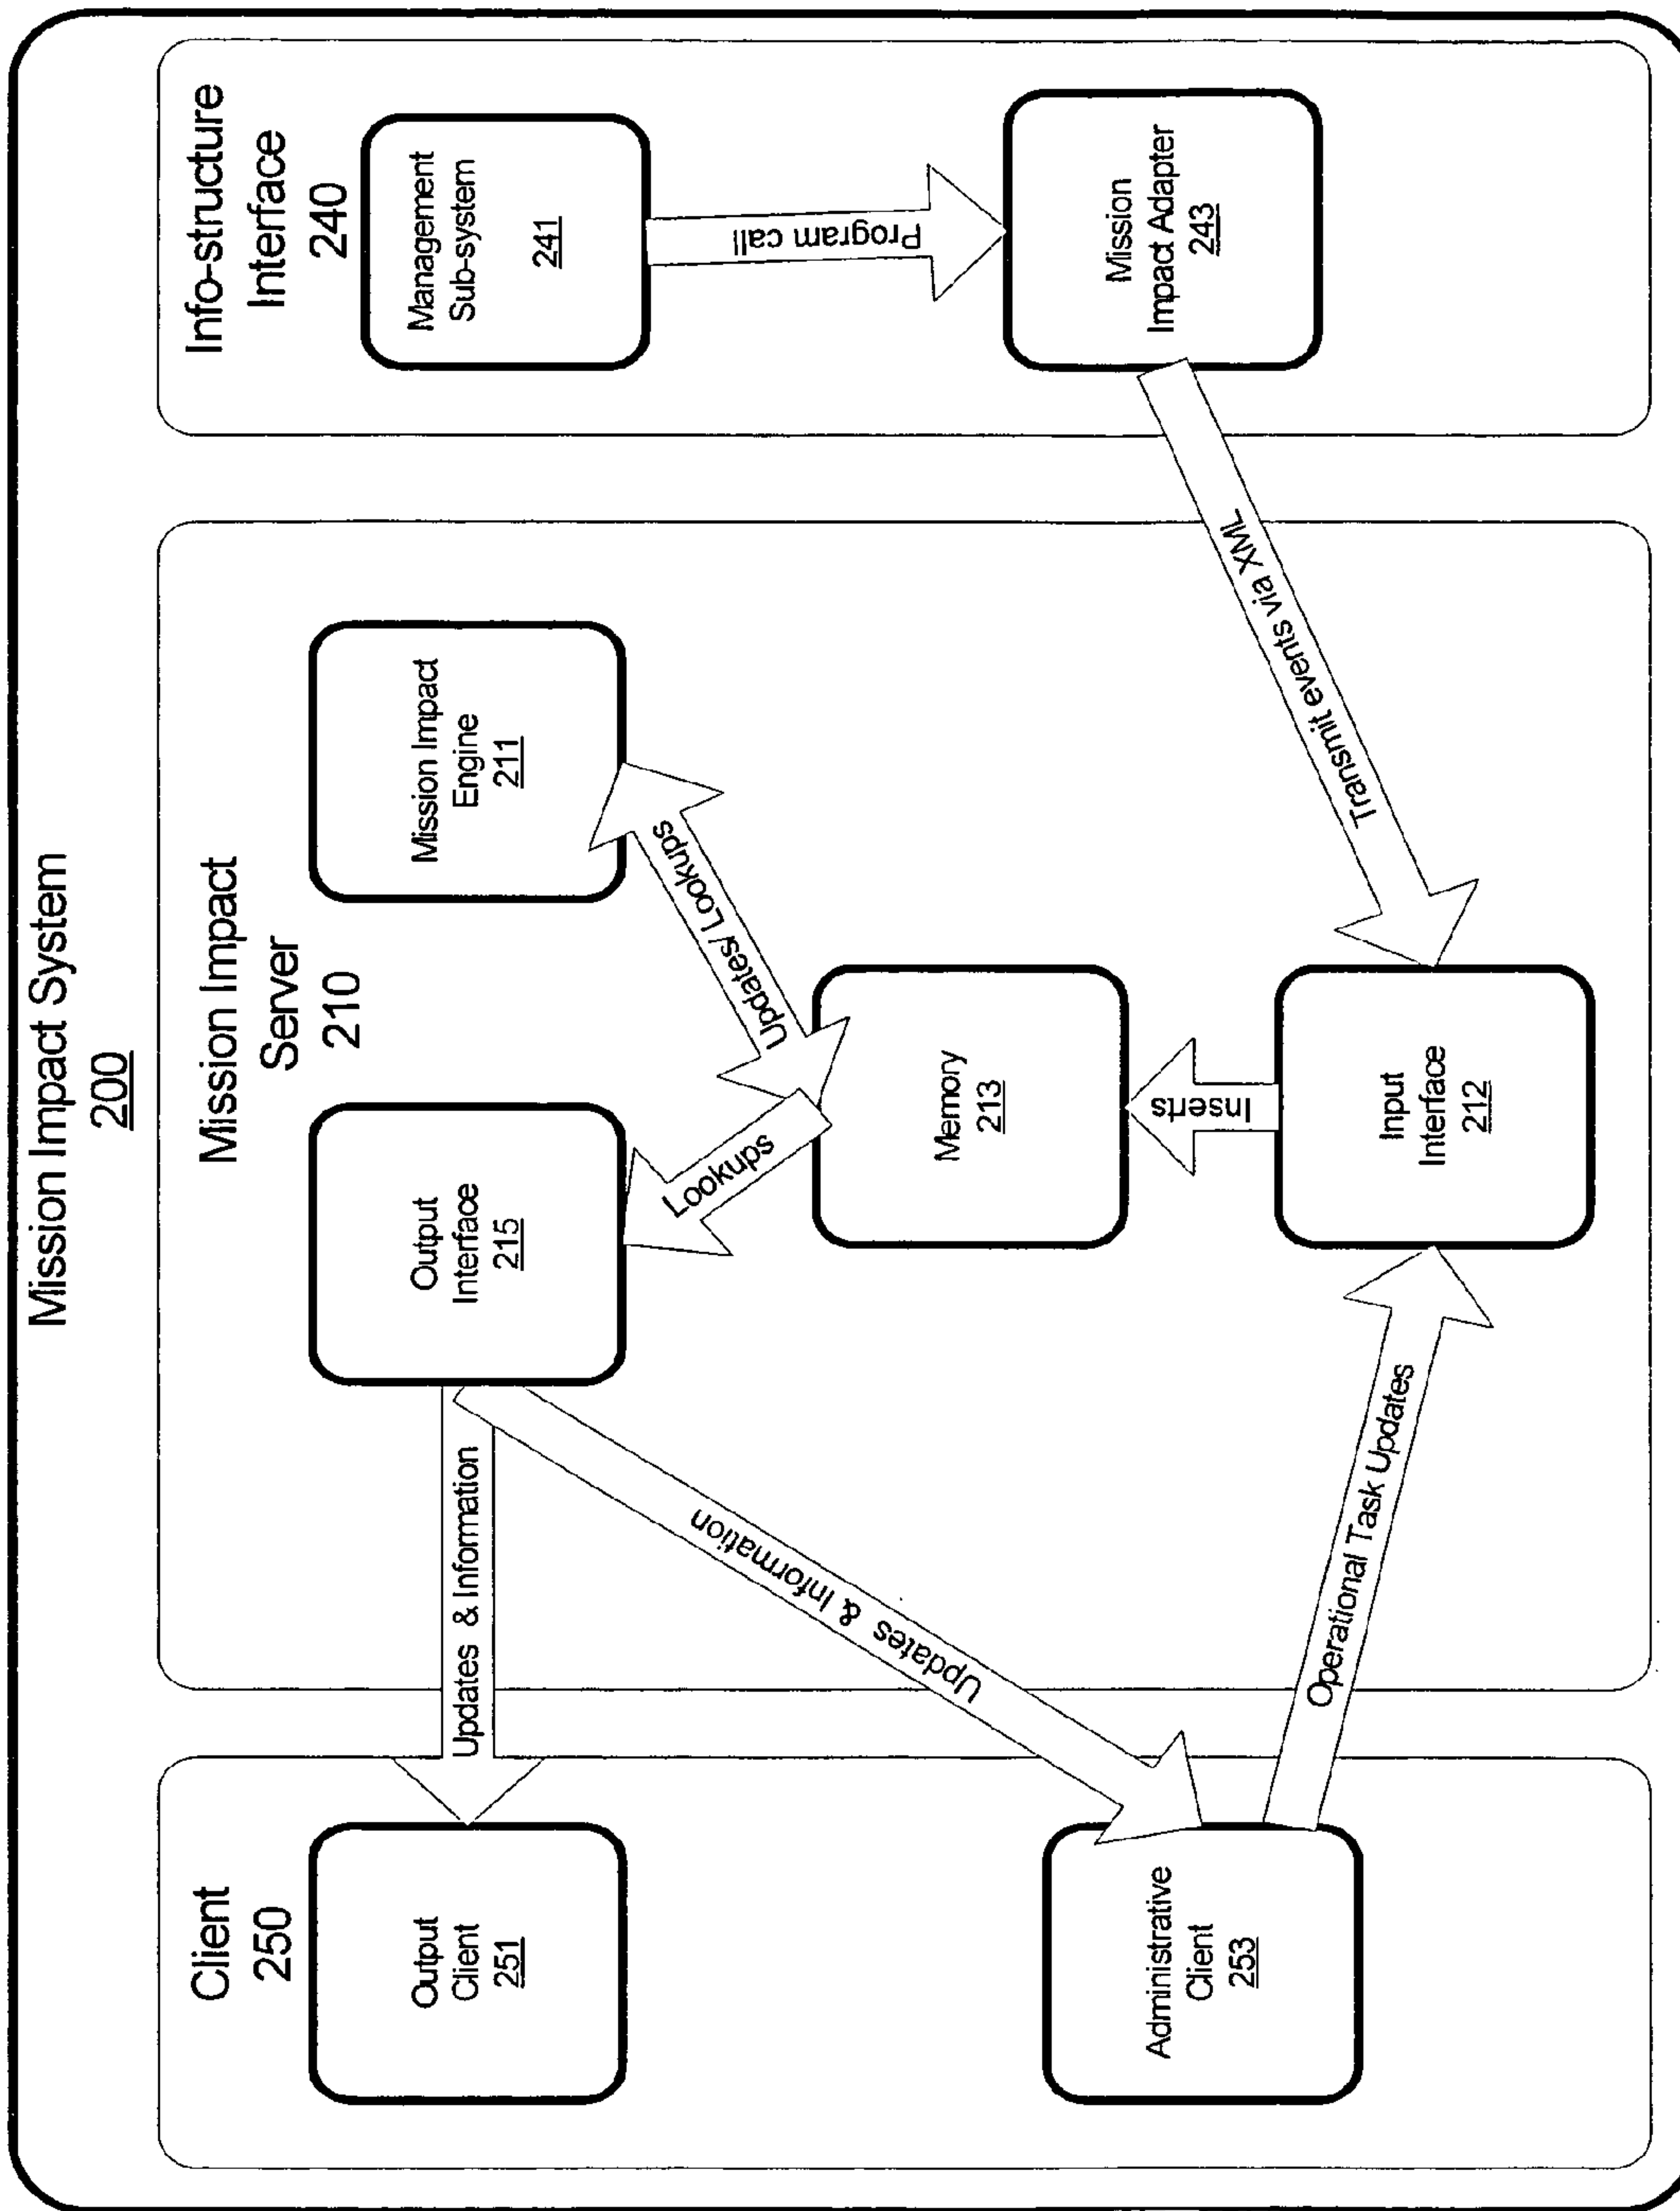 Mission Impact System
200
Client
250
Output
Client
251
Administrative
Client
253
Mission Impact
Server
210
Output
Interface
215
Mission Impact
Engine
211
Memory
213
Input
Interface
212
Info-structure
Interface
240
Management
Sub-system
241
Mission
Impact Adapter
243
Updates & Information
Updates & Information
Operational Task Updates
Lookups
Updates/ Lookups
Inserts
Transmit events via XML
Program call